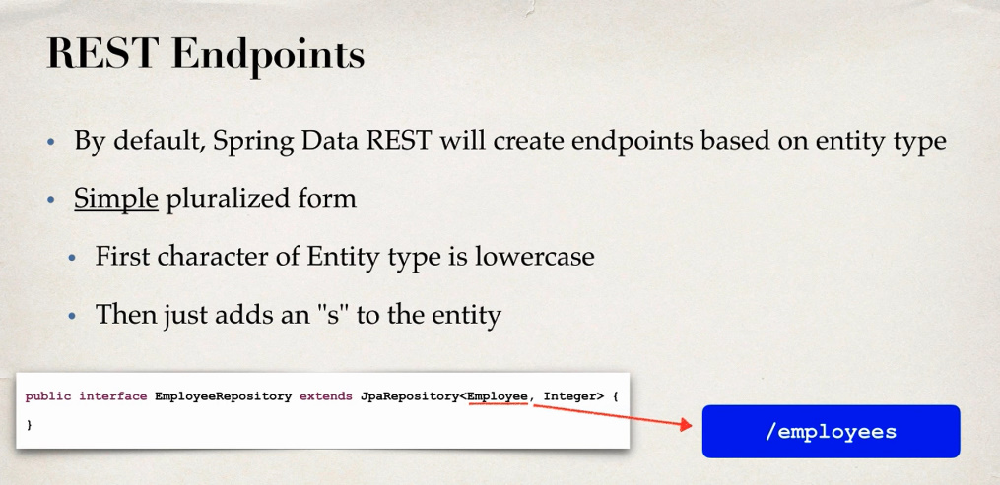 REST Endpoints
• By default, Spring Data REST will create endpoints based on entity type
• Simple pluralized form
• First character of Entity type is lowercase
• Then just adds an "s" to the entity
public interface EmployeeRepository extends JpaRepository<Employee, Integer> {
}
/employees